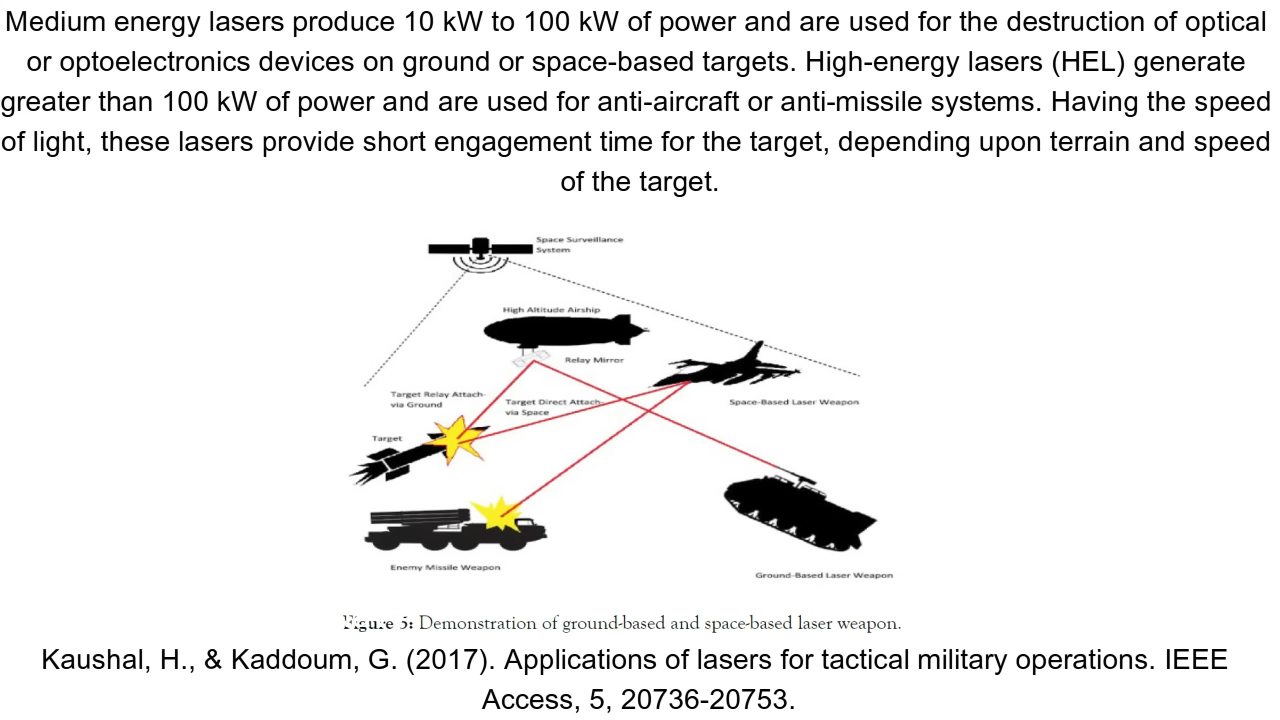 Medium energy lasers produce 10 kW to 100 kW of power and are used for the destruction of optical
or optoelectronics devices on ground or space-based targets. High-energy lasers (HEL) generate
greater than 100 kW of power and are used for anti-aircraft or anti-missile systems. Having the speed
of light, these lasers provide short engagement time for the target, depending upon terrain and speed
of the target.
Space Surveillance
System
High Altitude Airship
Relay Mirror
Target Relay Attach-
via Ground
Target Direct Attach-
via Space
Space-Based Laser Weapon
Target
Enemy Missile Weapon
Ground-Based Laser Weapon
Figure 5: Demonstration of ground-based and space-based laser weapon.
Kaushal, H., & Kaddoum, G. (2017). Applications of lasers for tactical military operations. IEEE
Access, 5, 20736-20753.